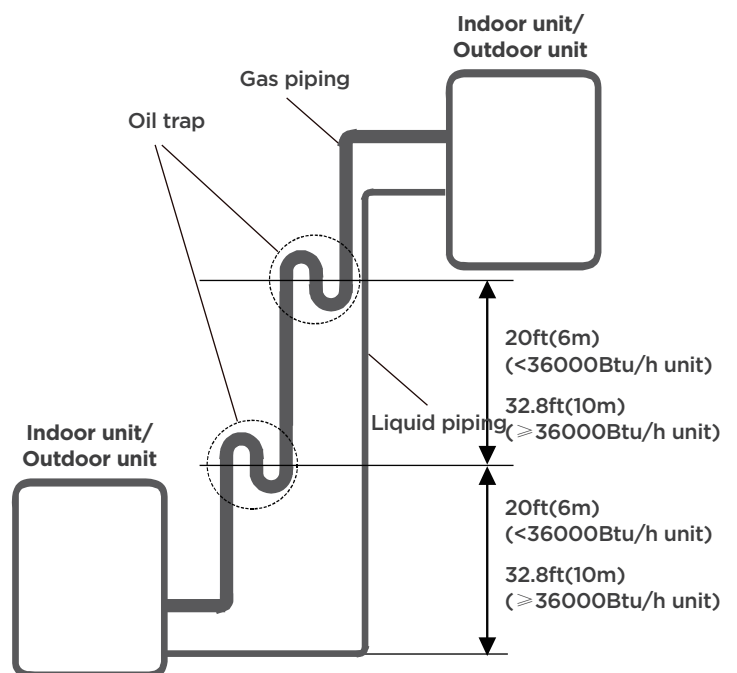 Indoor unit/
Outdoor unit
Gas piping
Oil trap
20ft(6m)
(<36000Btu/h unit)
32.8ft(10m)
(⩾36000Btu/h unit)
Liquid piping
Indoor unit/
Outdoor unit
20ft(6m)
(<36000Btu/h unit)
32.8ft(10m)
(⩾36000Btu/h unit)